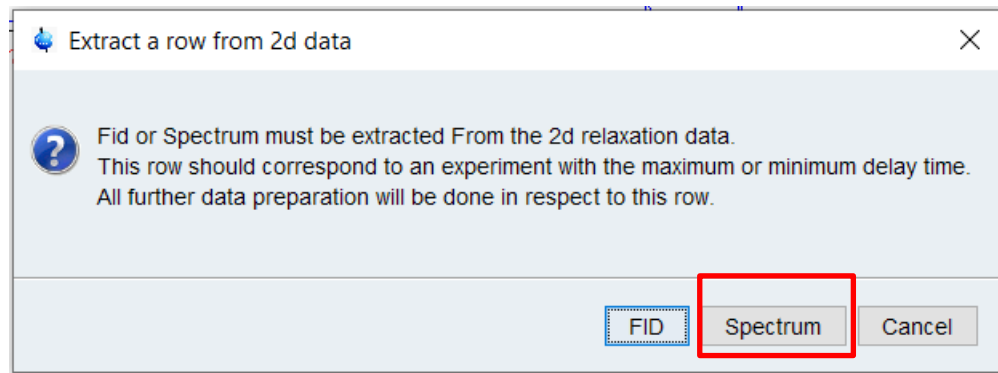 Extract a row from 2d data
Fid or Spectrum must be extracted From the 2d relaxation data.
This row should correspond to an experiment with the maximum or minimum delay time.
All further data preparation will be done in respect to this row.
FID Spectrum Cancel